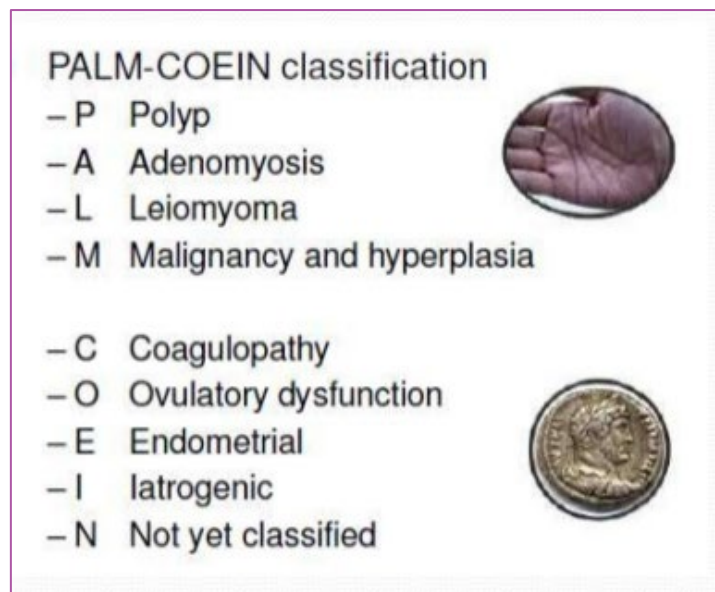 PALM-COEIN classification
– P Polyp
– A Adenomyosis
– L Leiomyoma
– M Malignancy and hyperplasia
– C Coagulopathy
– O Ovulatory dysfunction
– E Endometrial
– I Iatrogenic
– N Not yet classified